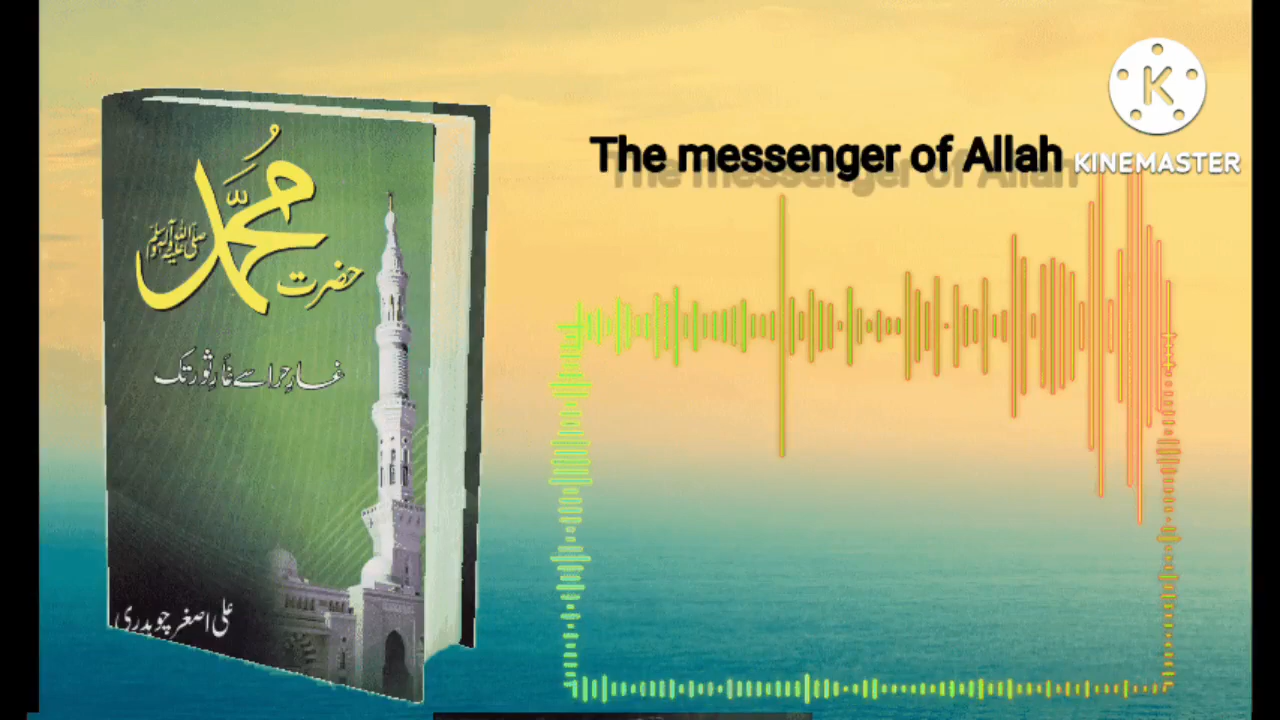 حضرت محمد صلی اللہ علیہ وآلہ وسلم
غارِ حرا سے غارِ ثور تک
علی اصغر چوہدری
The messenger of Allah
K
KINEMASTER